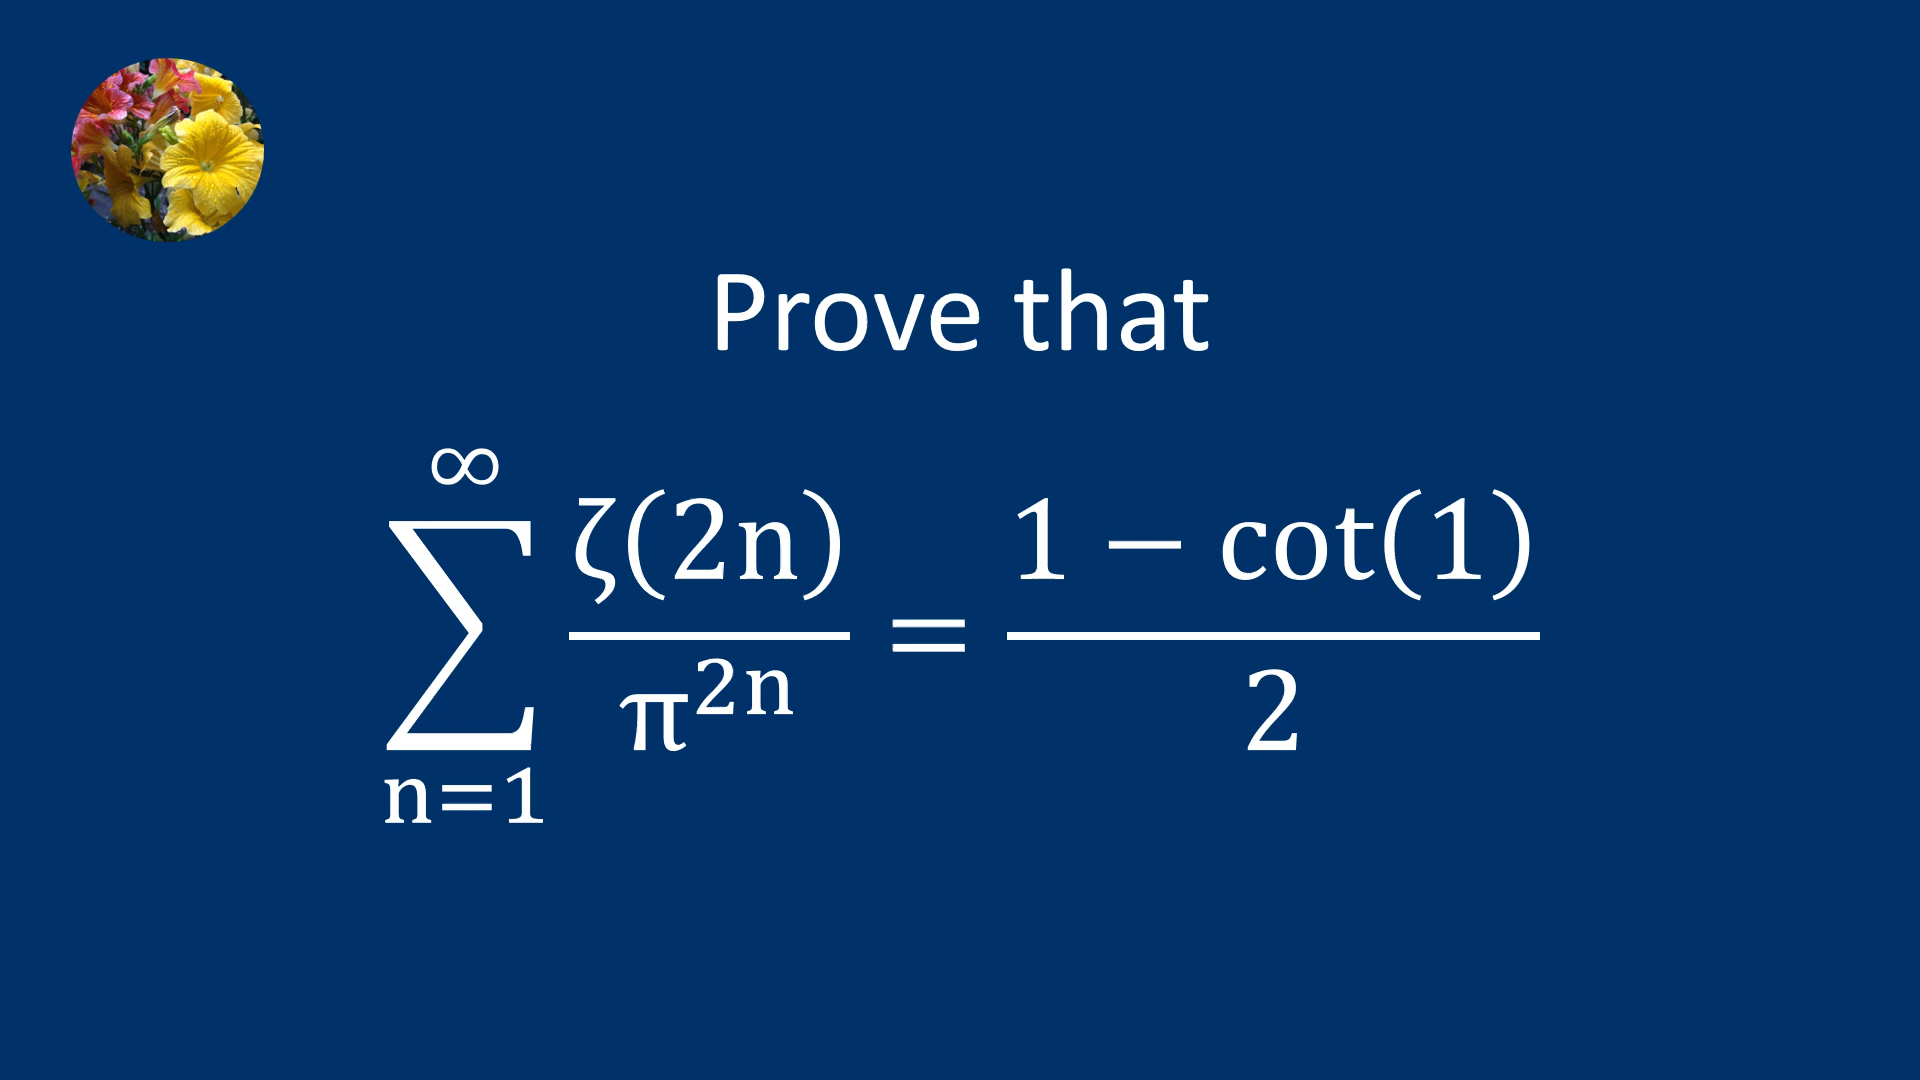 Prove that
∑_{n=1}^{∞} ζ(2n)/π^{2n} = (1 − cot(1))/2